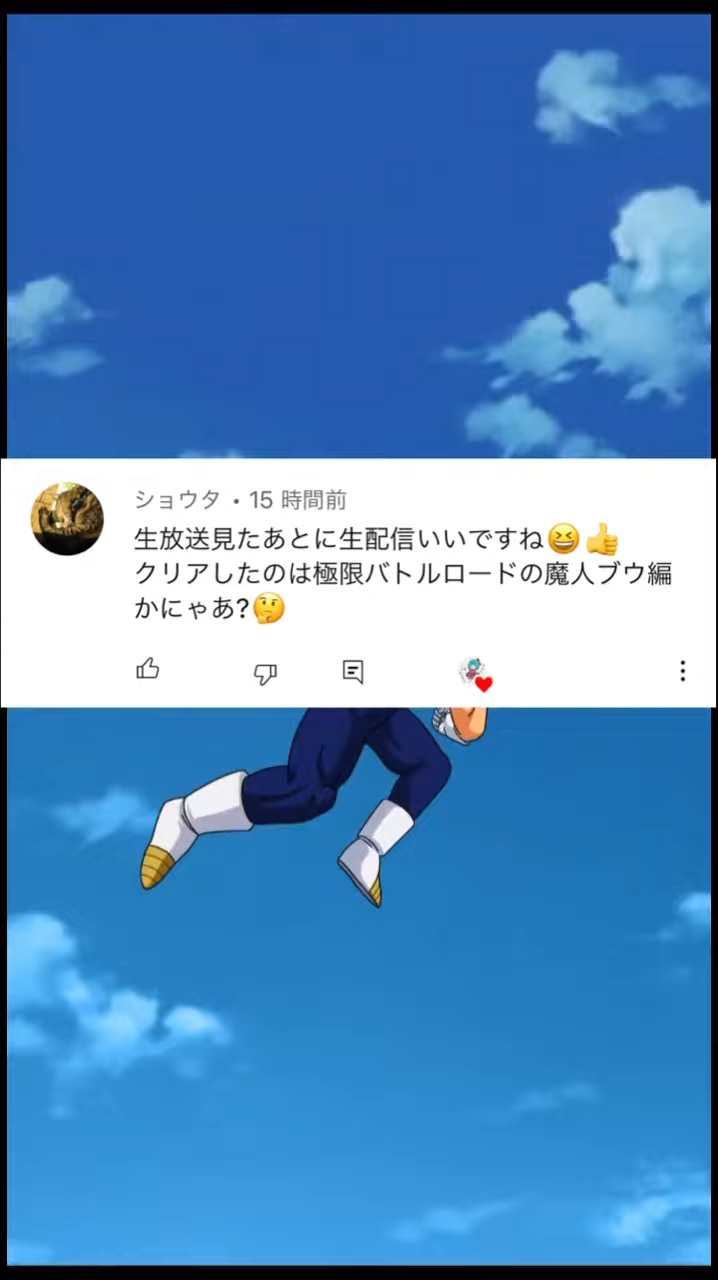 ショウタ • 15 時間前
生放送見たあとに生配信いいですね😆👍
クリアしたのは極限バトルロードの魔人ブウ編
かにゃあ?🤔